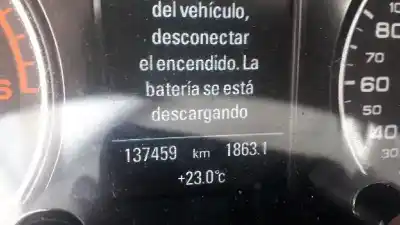 del vehículo,
desconectar
el encendido. La
batería se está
descargando
137459 km 1863.1
+23.0°c
80
60
40
30